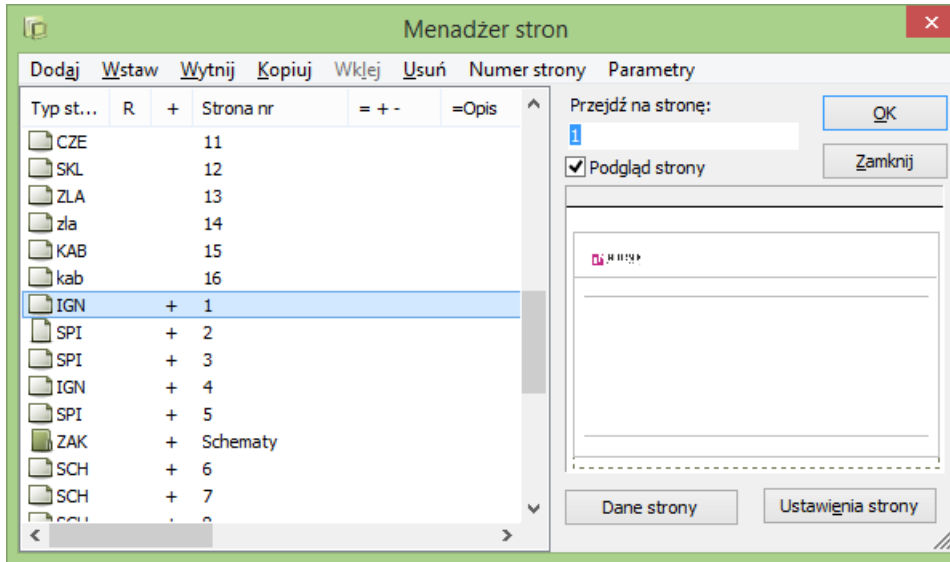 Menadżer stron
Dodaj Wstaw Wytnij Kopiuj Wklej Usuń Numer strony Parametry
Typ st... R + Strona nr = + - =Opis
CZE 11
SKL 12
ZLA 13
zla 14
KAB 15
kab 16
IGN + 1
SPI + 2
SPI + 3
IGN + 4
SPI + 5
ZAK + Schematy
SCH + 6
SCH + 7
Przejdź na stronę:
1
OK
Podgląd strony
Zamknij
Dane strony
Ustawienia strony